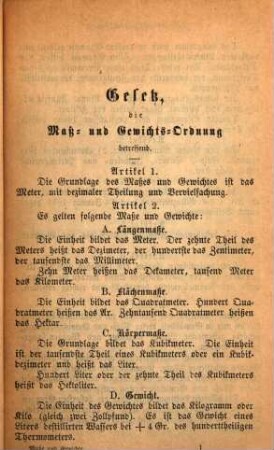 Gesetz,
die
Maß- und Gewichts-Ordnung
betreffend.
Artikel 1.
Die Grundlage des Maßes und Gewichtes ist das
Meter, mit dezimaler Theilung und Vervielfachung.
Artikel 2.
Es gelten folgende Maße und Gewichte:
A. Längenmaße.
Die Einheit bildet das Meter. Der zehnte Theil des
Meters heißt das Dezimeter, der hundertste das Zentimeter,
der tausendste das Millimeter.
Zehn Meter heißen das Dekameter, tausend Meter
das Kilometer.
B. Flächenmaße.
Die Einheit bildet das Quadratmeter. Hundert Qua-
dratmeter heißen das Ar. Zehntausend Quadratmeter heißen
das Hektar.
C. Körpermaße.
Die Grundlage bildet das Kubikmeter. Die Einheit
ist der tausendste Theil eines Kubikmeters oder ein Kubik-
dezimeter und heißt das Liter.
Hundert Liter oder der zehnte Theil des Kubikmeters
heißt das Hektoliter.
D. Gewicht.
Die Einheit des Gewichtes bildet das Kilogramm oder
Kilo (gleich zwei Zollpfund). Es ist das Gewicht eines
Liters destillirten Wassers bei + 4 Gr. des hunderttheiligen
Thermometers.
1